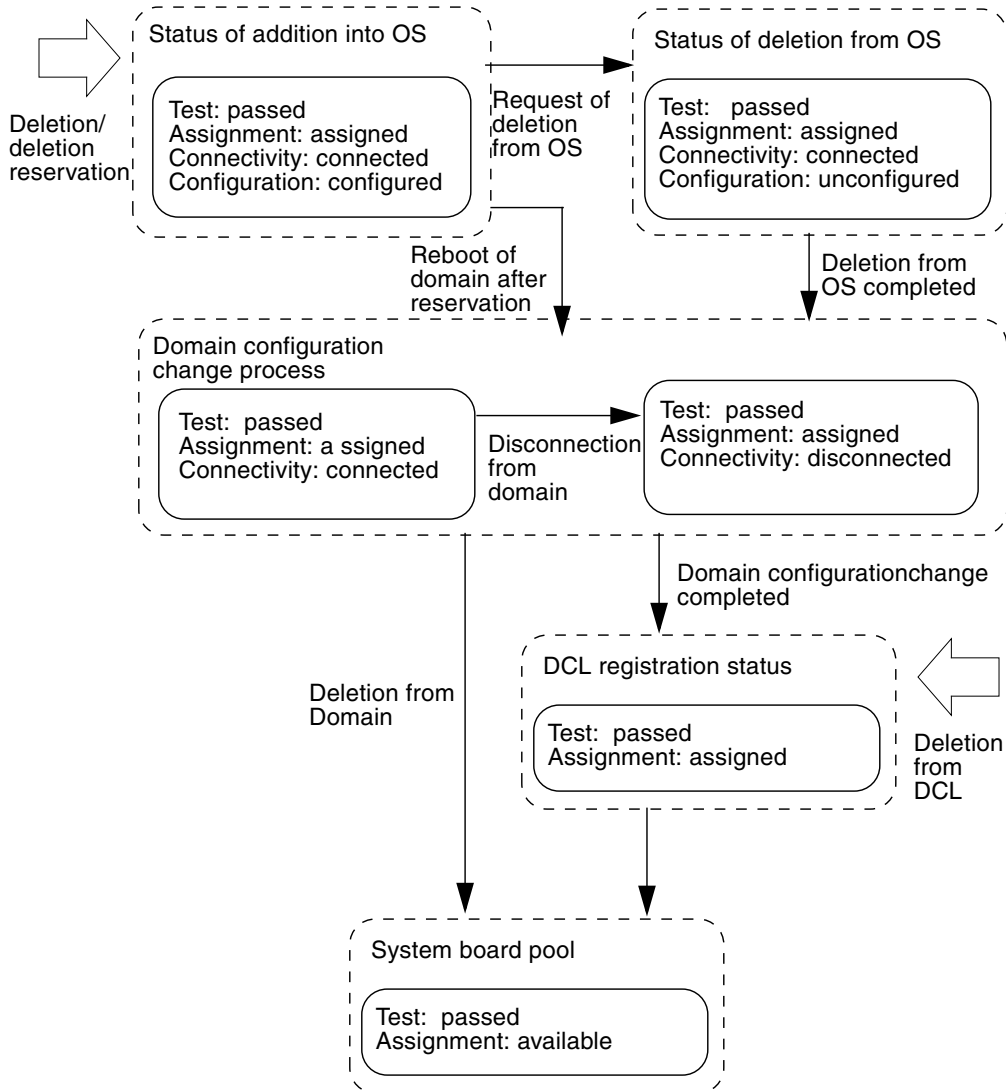 Status of addition into OS
Test: passed
Assignment: assigned
Connectivity: connected
Configuration: configured
Deletion/
deletion
reservation
Request of
deletion
from OS
Status of deletion from OS
Test:   passed
Assignment: assigned
Connectivity: connected
Configuration: unconfigured
Reboot of
domain after
reservation
Deletion from
OS completed
Domain configuration
change process
Test:  passed
Assignment: a ssigned
Connectivity: connected
Disconnection
from
domain
Test:  passed
Assignment: assigned
Connectivity: disconnected
Domain configurationchange
completed
Deletion from
Domain
DCL registration status
Test:  passed
Assignment: assigned
Deletion
from
DCL
System board pool
Test:  passed
Assignment: available